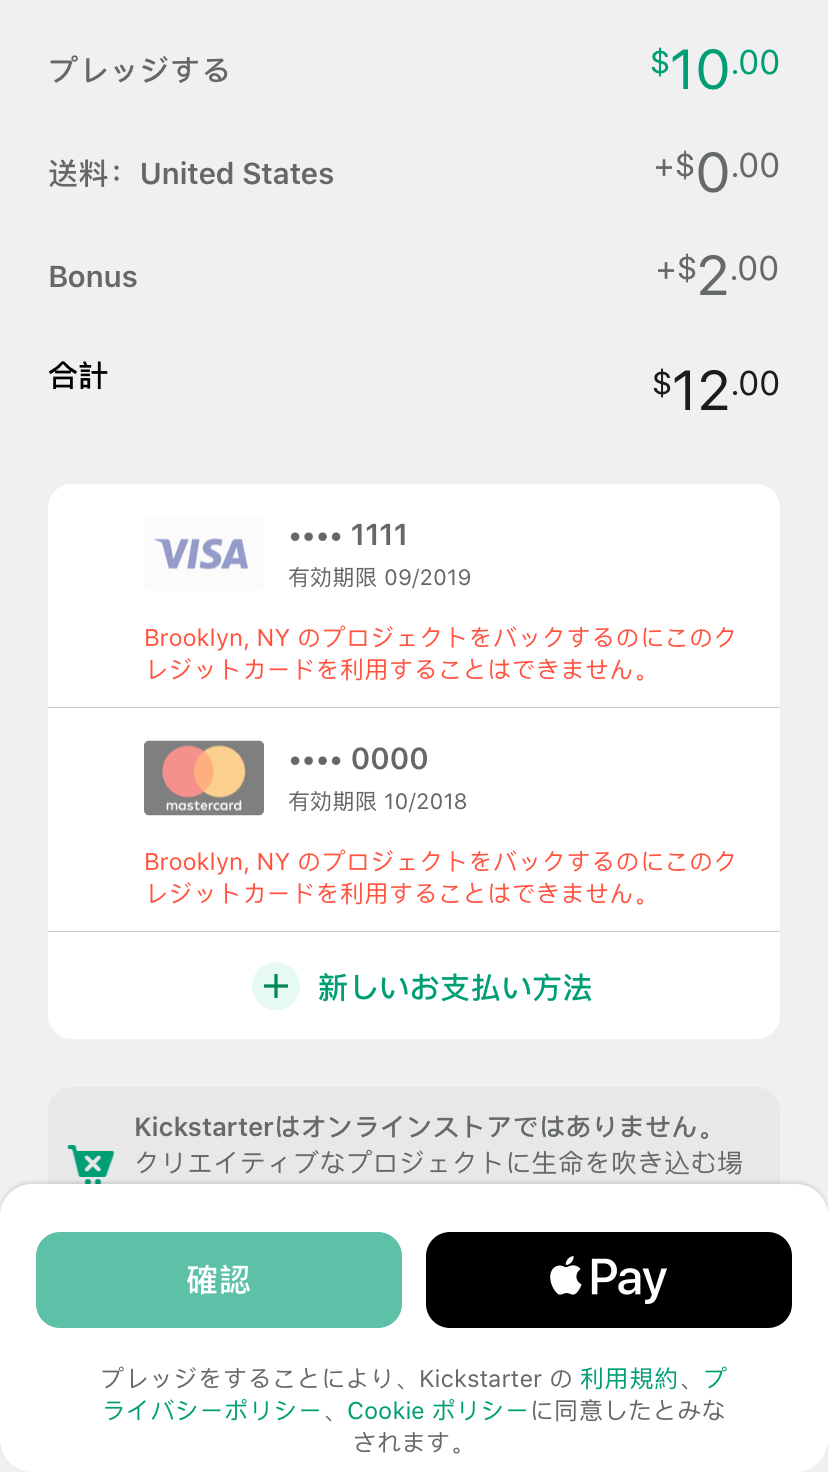 プレッジする $10.00
送料： United States +$0.00
Bonus +$2.00
合計 $12.00
VISA •••• 1111
有効期限 09/2019
Brooklyn, NY のプロジェクトをバックするのにこのク
レジットカードを利用することはできません。
mastercard •••• 0000
有効期限 10/2018
Brooklyn, NY のプロジェクトをバックするのにこのク
レジットカードを利用することはできません。
+ 新しいお支払い方法
Kickstarterはオンラインストアではありません。
クリエイティブなプロジェクトに生命を吹き込む場
確認 Pay
プレッジをすることにより、Kickstarter の 利用規約、プ
ライバシーポリシー、Cookie ポリシーに同意したとみな
されます。